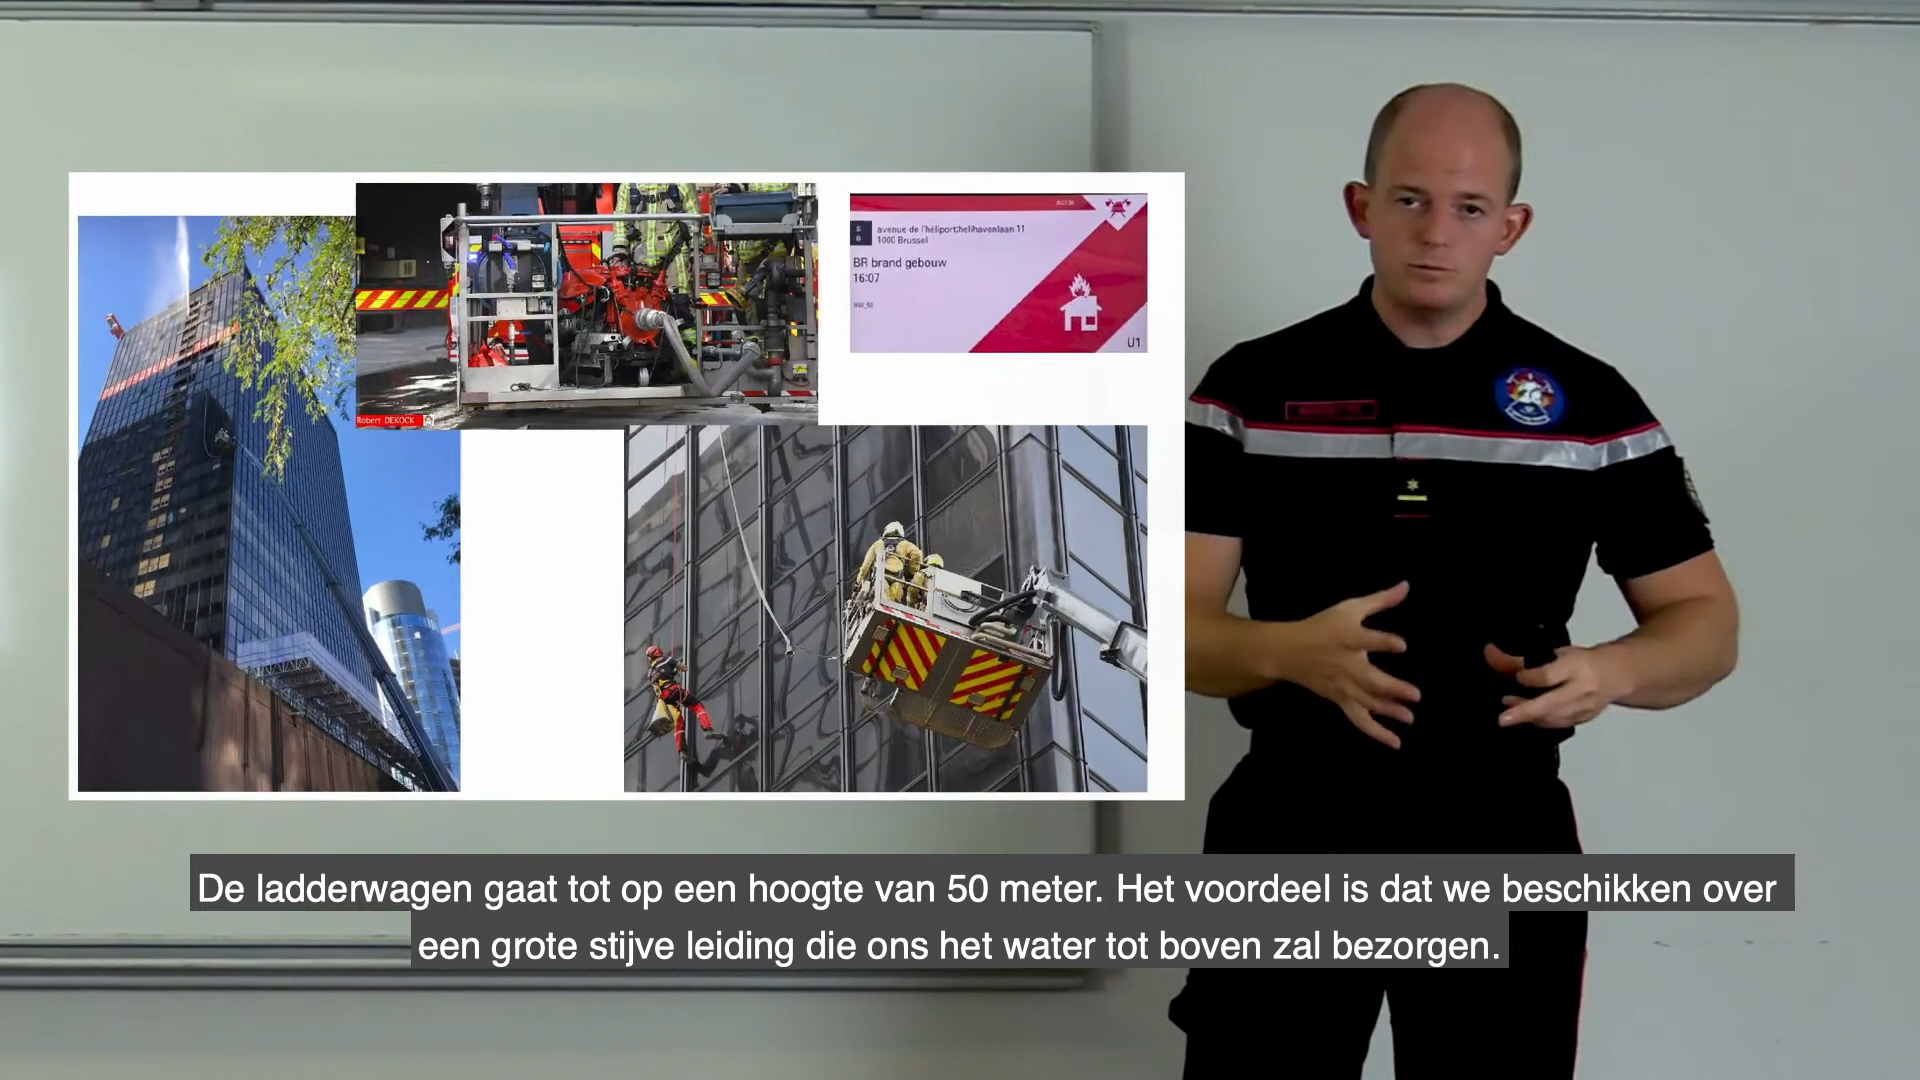 avenue de l'héliport:helihavenlaan 11
1000 Brussel
BR brand gebouw
16:07
U1
Robert DEKOCK
De ladderwagen gaat tot op een hoogte van 50 meter. Het voordeel is dat we beschikken over
een grote stijve leiding die ons het water tot boven zal bezorgen.